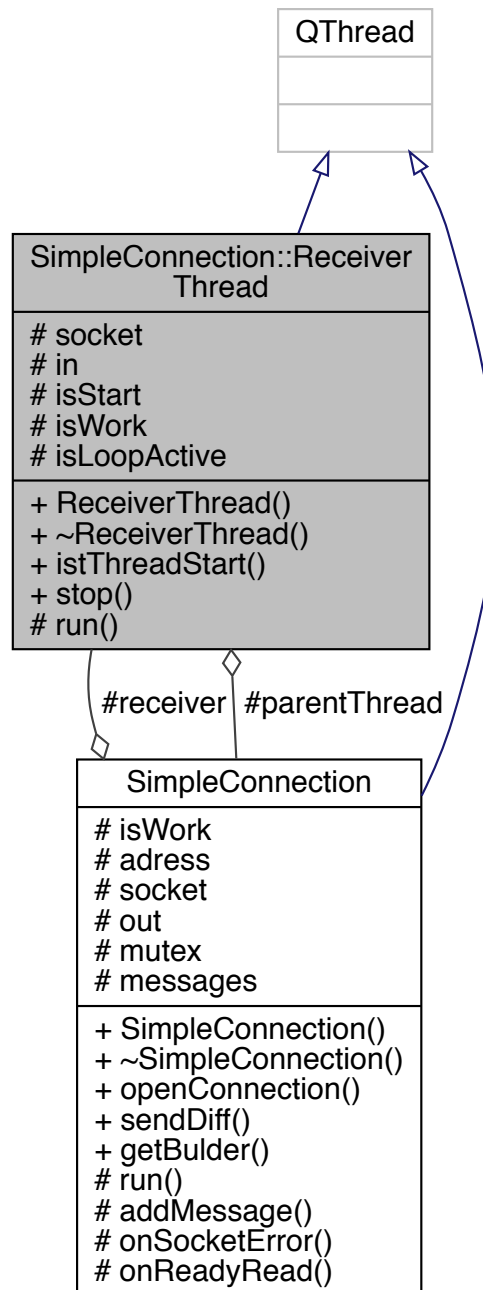 QThread
SimpleConnection::Receiver
Thread
# socket
# in
# isStart
# isWork
# isLoopActive
+ ReceiverThread()
+ ~ReceiverThread()
+ istThreadStart()
+ stop()
# run()
#receiver
#parentThread
SimpleConnection
# isWork
# adress
# socket
# out
# mutex
# messages
+ SimpleConnection()
+ ~SimpleConnection()
+ openConnection()
+ sendDiff()
+ getBulder()
# run()
# addMessage()
# onSocketError()
# onReadyRead()